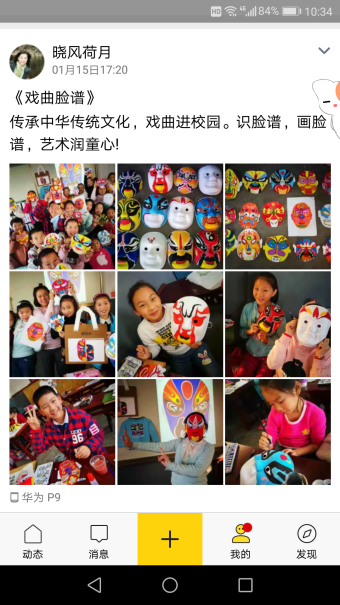 HD 4G 84% 10:34
晓风荷月
01月15日17:20
《戏曲脸谱》
传承中华传统文化，戏曲进校园。识脸谱，画脸
谱，艺术润童心!
96
华为 P9
动态
消息
我的
发现